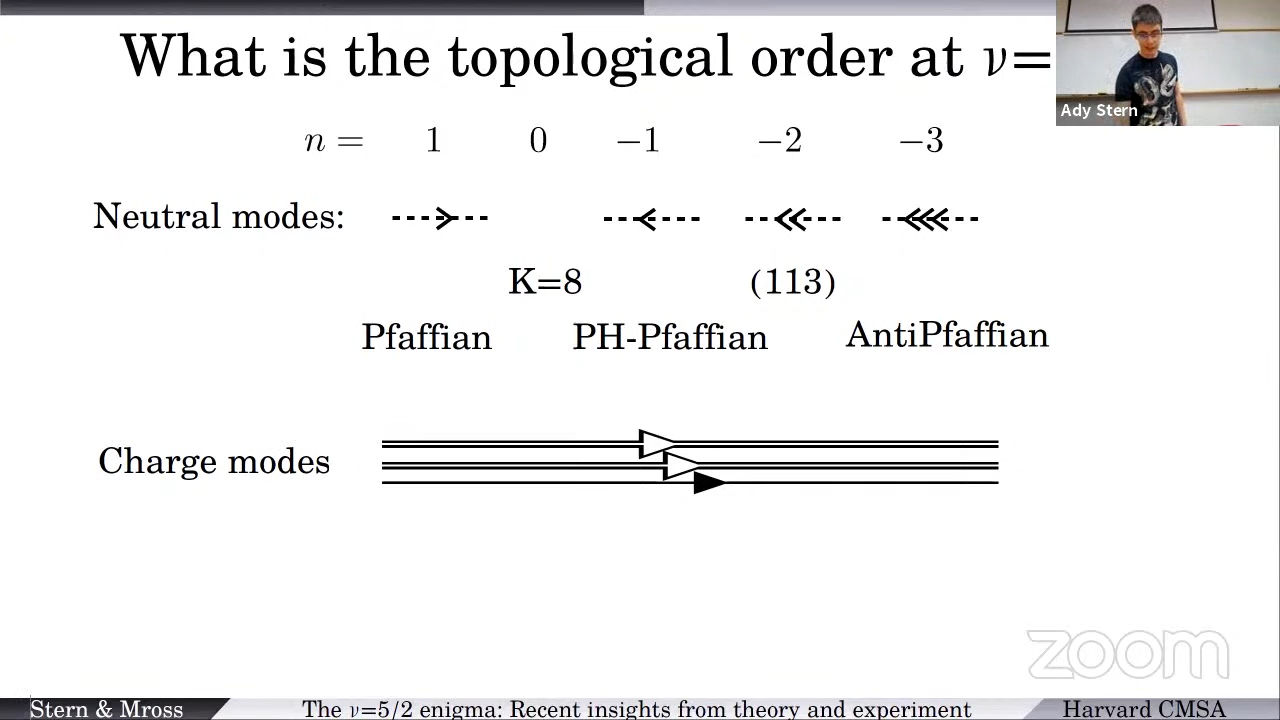 What is the topological order at ν=
Ady Stern
n = 1 0 −1 −2 −3
Neutral modes:
K=8 (113)
Pfaffian PH-Pfaffian AntiPfaffian
Charge modes
zoom
Stern & Mross The ν=5/2 enigma: Recent insights from theory and experiment Harvard CMSA